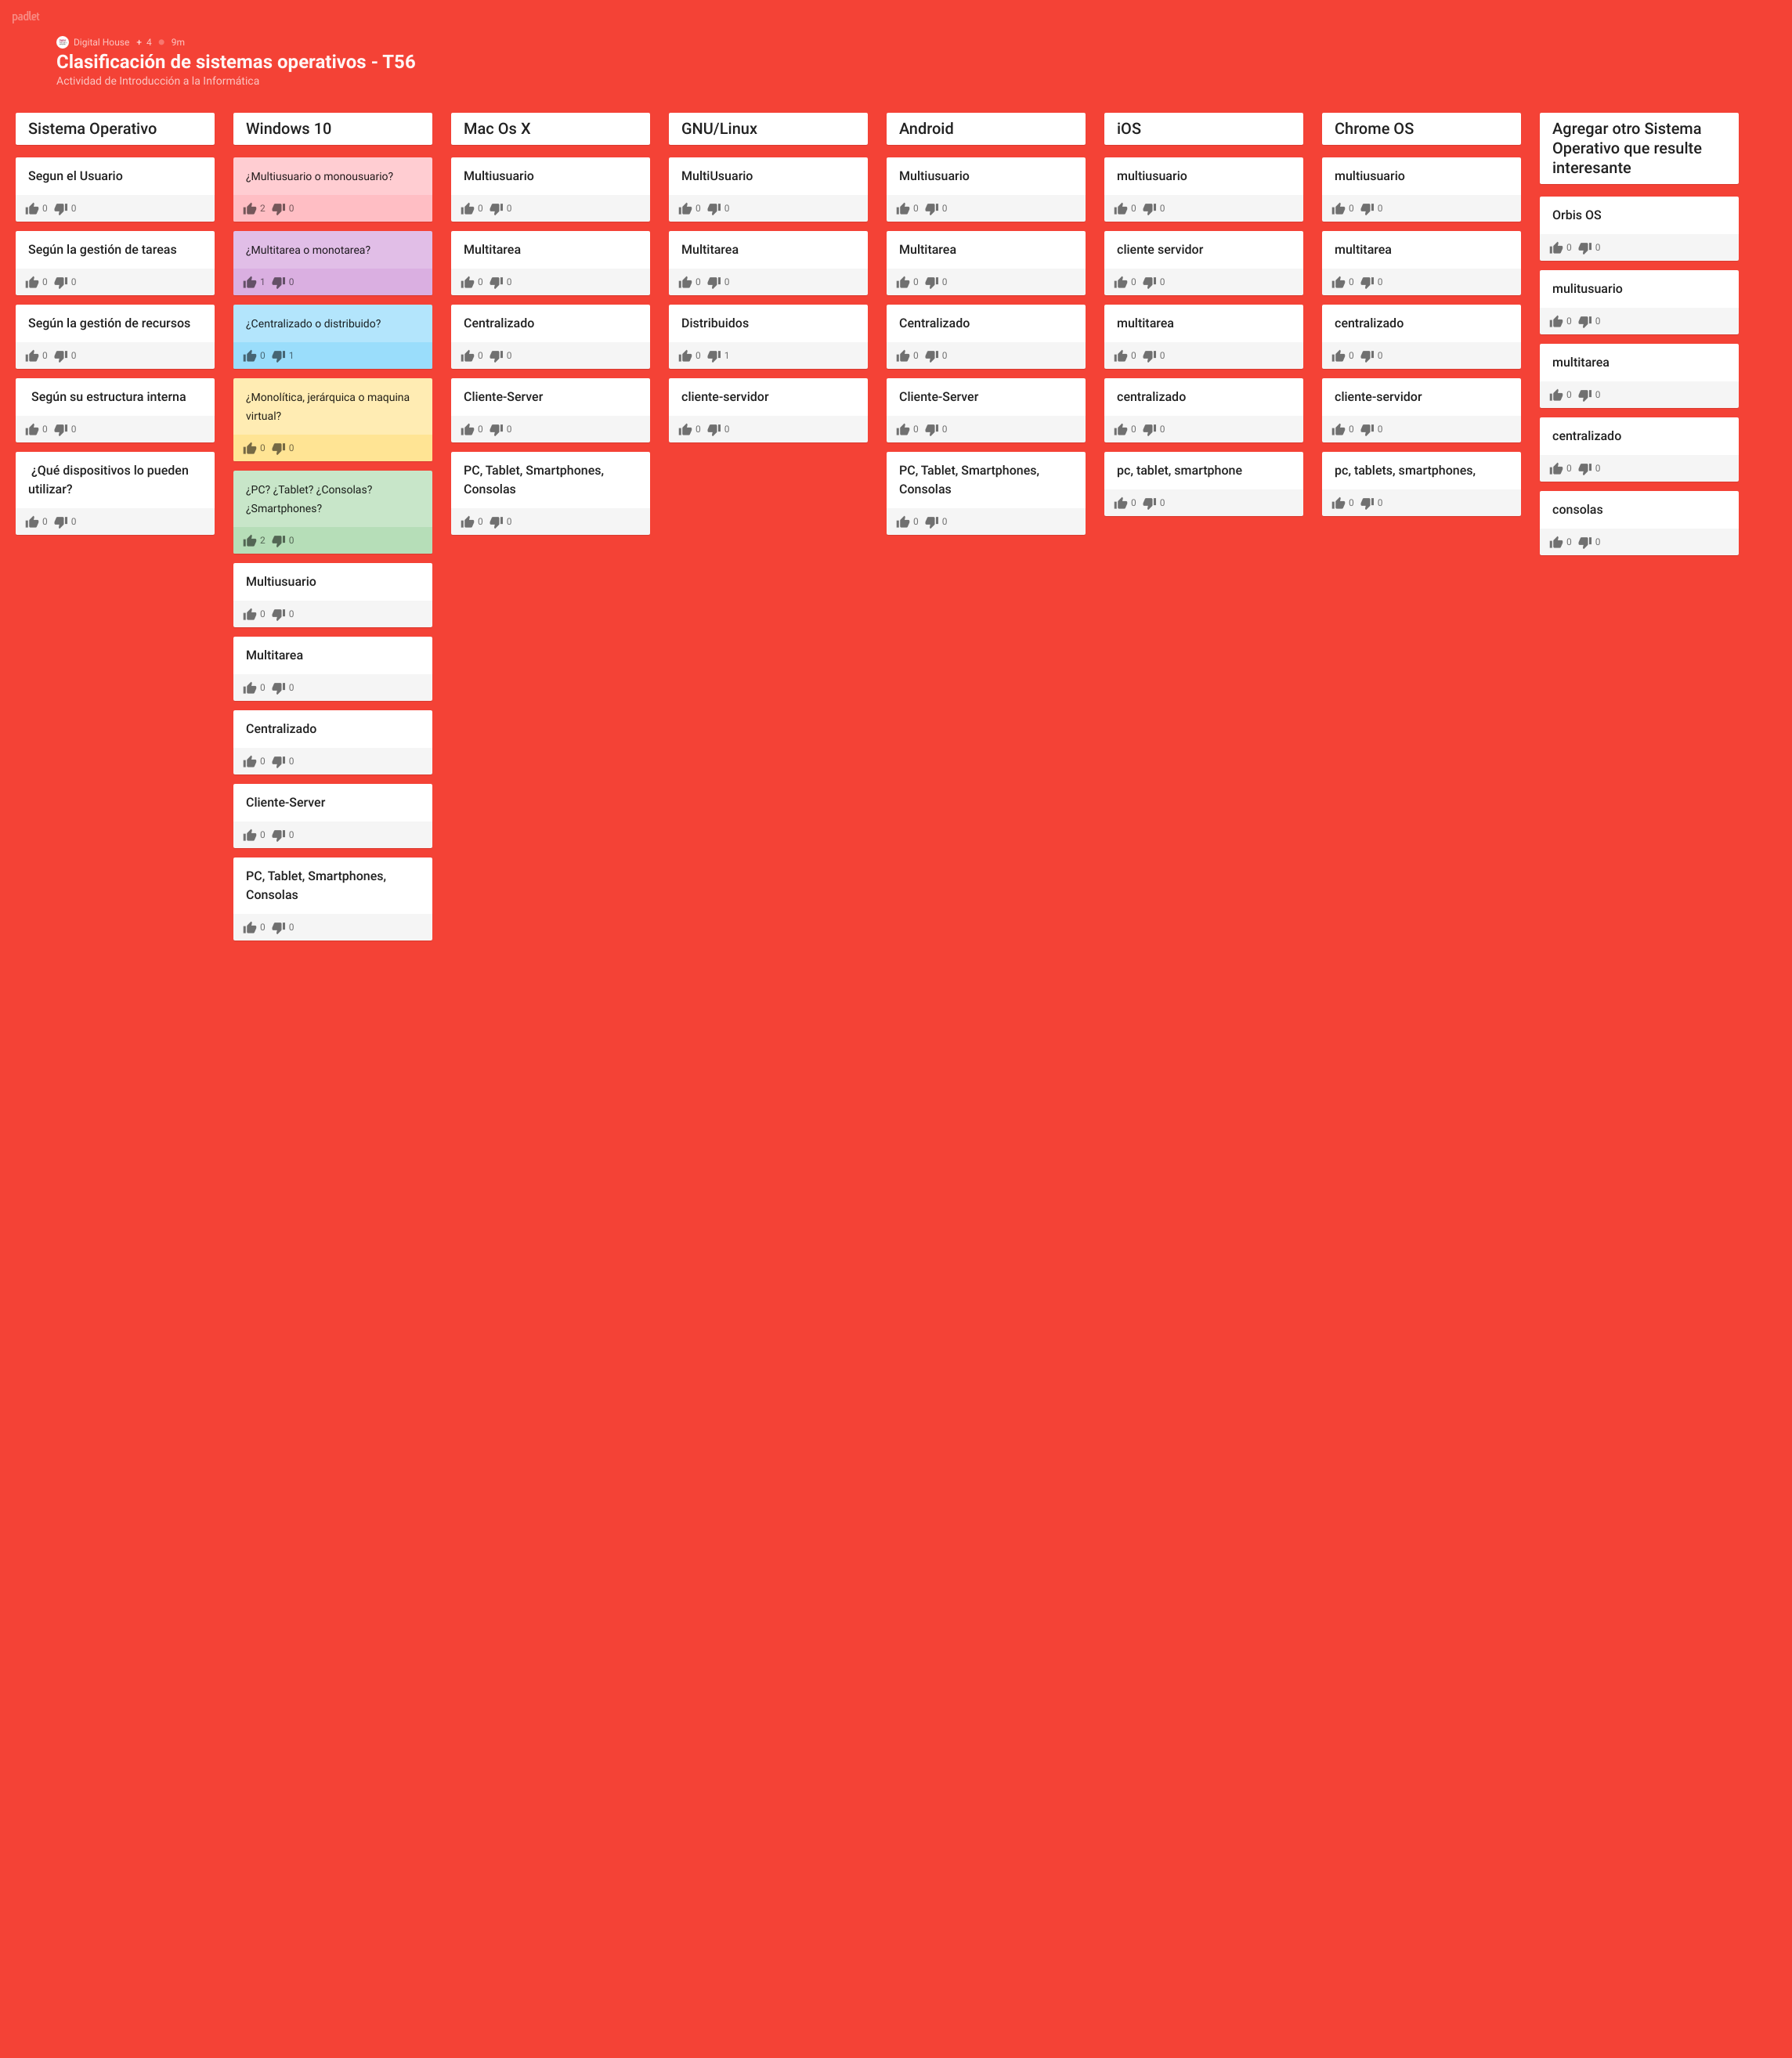 padlet
Digital House + 4 9m
Clasificación de sistemas operativos - T56
Actividad de Introducción a la Informática
Sistema Operativo
Segun el Usuario
0 0
Según la gestión de tareas
0 0
Según la gestión de recursos
0 0
Según su estructura interna
0 0
¿Qué dispositivos lo pueden
utilizar?
0 0
Windows 10
¿Multiusuario o monousuario?
2 0
¿Multitarea o monotarea?
1 0
¿Centralizado o distribuido?
0 1
¿Monolítica, jerárquica o maquina
virtual?
0 0
¿PC? ¿Tablet? ¿Consolas?
¿Smartphones?
2 0
Multiusuario
0 0
Multitarea
0 0
Centralizado
0 0
Cliente-Server
0 0
PC, Tablet, Smartphones,
Consolas
0 0
Mac Os X
Multiusuario
0 0
Multitarea
0 0
Centralizado
0 0
Cliente-Server
0 0
PC, Tablet, Smartphones,
Consolas
0 0
GNU/Linux
MultiUsuario
0 0
Multitarea
0 0
Distribuidos
0 1
cliente-servidor
0 0
Android
Multiusuario
0 0
Multitarea
0 0
Centralizado
0 0
Cliente-Server
0 0
PC, Tablet, Smartphones,
Consolas
0 0
iOS
multiusuario
0 0
cliente servidor
0 0
multitarea
0 0
centralizado
0 0
pc, tablet, smartphone
0 0
Chrome OS
multiusuario
0 0
multitarea
0 0
centralizado
0 0
cliente-servidor
0 0
pc, tablets, smartphones,
0 0
Agregar otro Sistema
Operativo que resulte
interesante
Orbis OS
0 0
mulitusuario
0 0
multitarea
0 0
centralizado
0 0
consolas
0 0